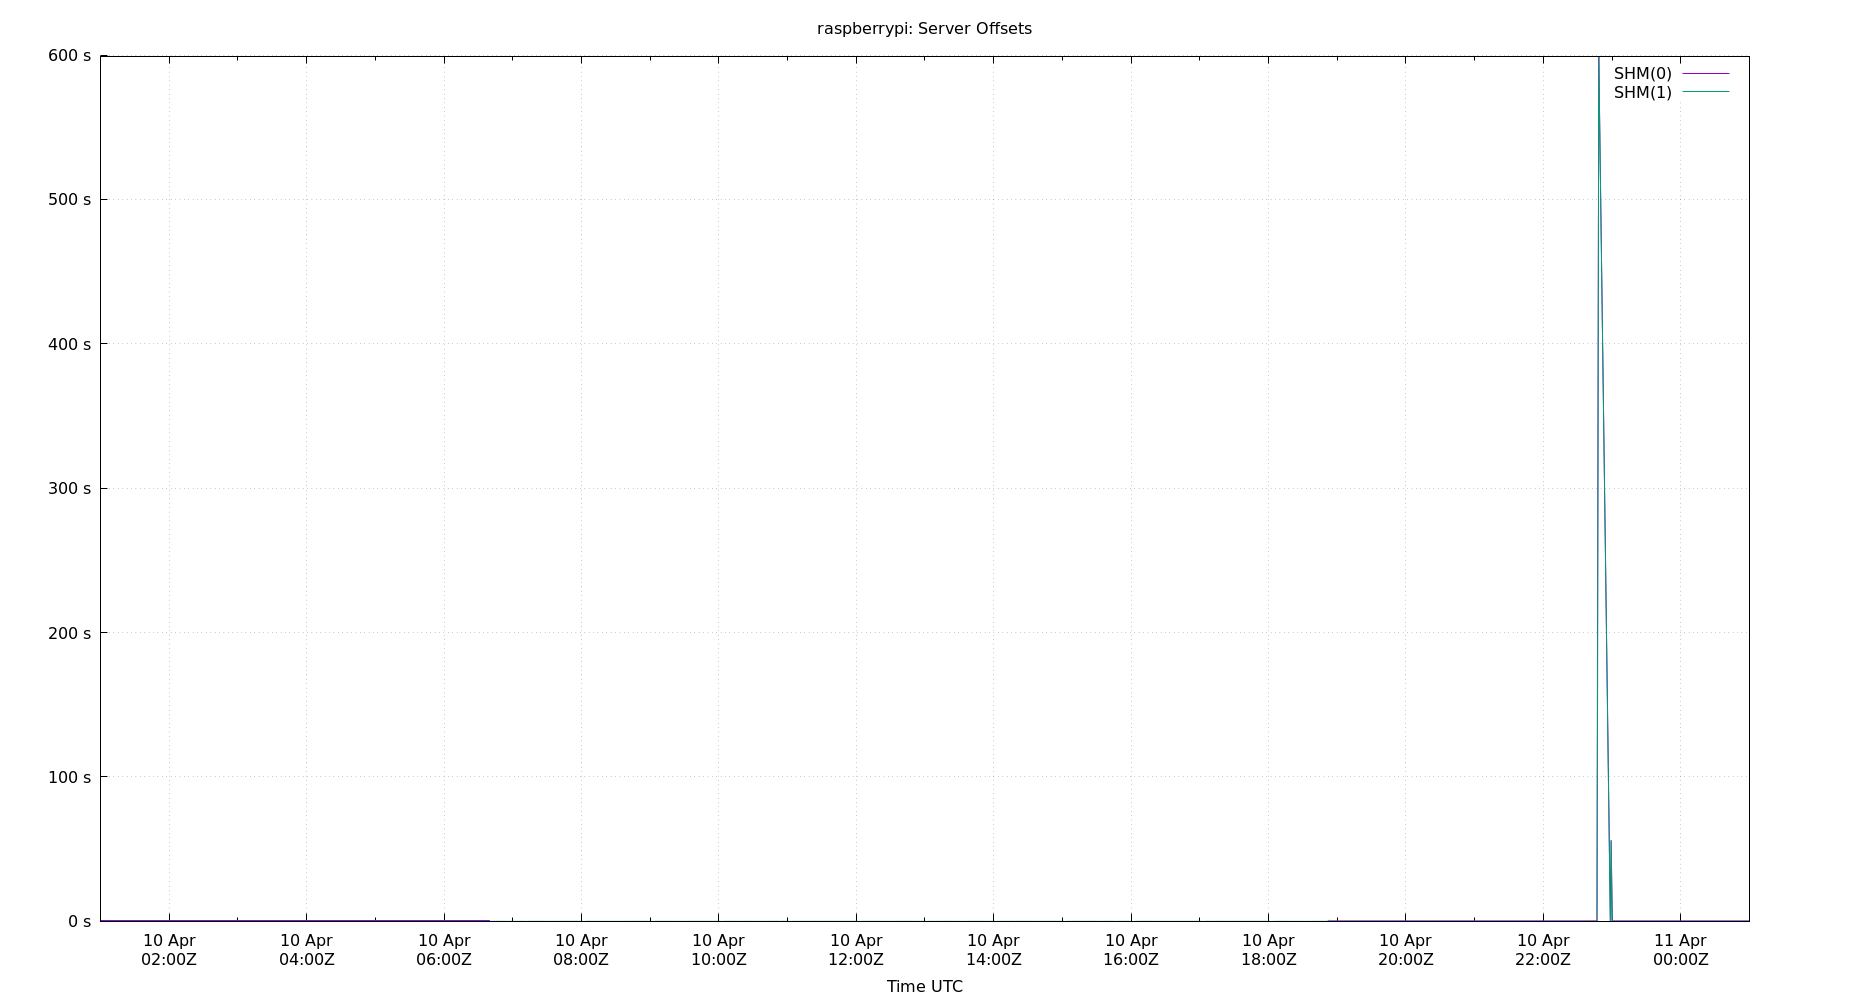 raspberrypi: Server Offsets
600 s
500 s
400 s
300 s
200 s
100 s
0 s
SHM(0)
SHM(1)
10 Apr 10 Apr 10 Apr 10 Apr 10 Apr 10 Apr 10 Apr 10 Apr 10 Apr 10 Apr 10 Apr 11 Apr
02:00Z 04:00Z 06:00Z 08:00Z 10:00Z 12:00Z 14:00Z 16:00Z 18:00Z 20:00Z 22:00Z 00:00Z
Time UTC